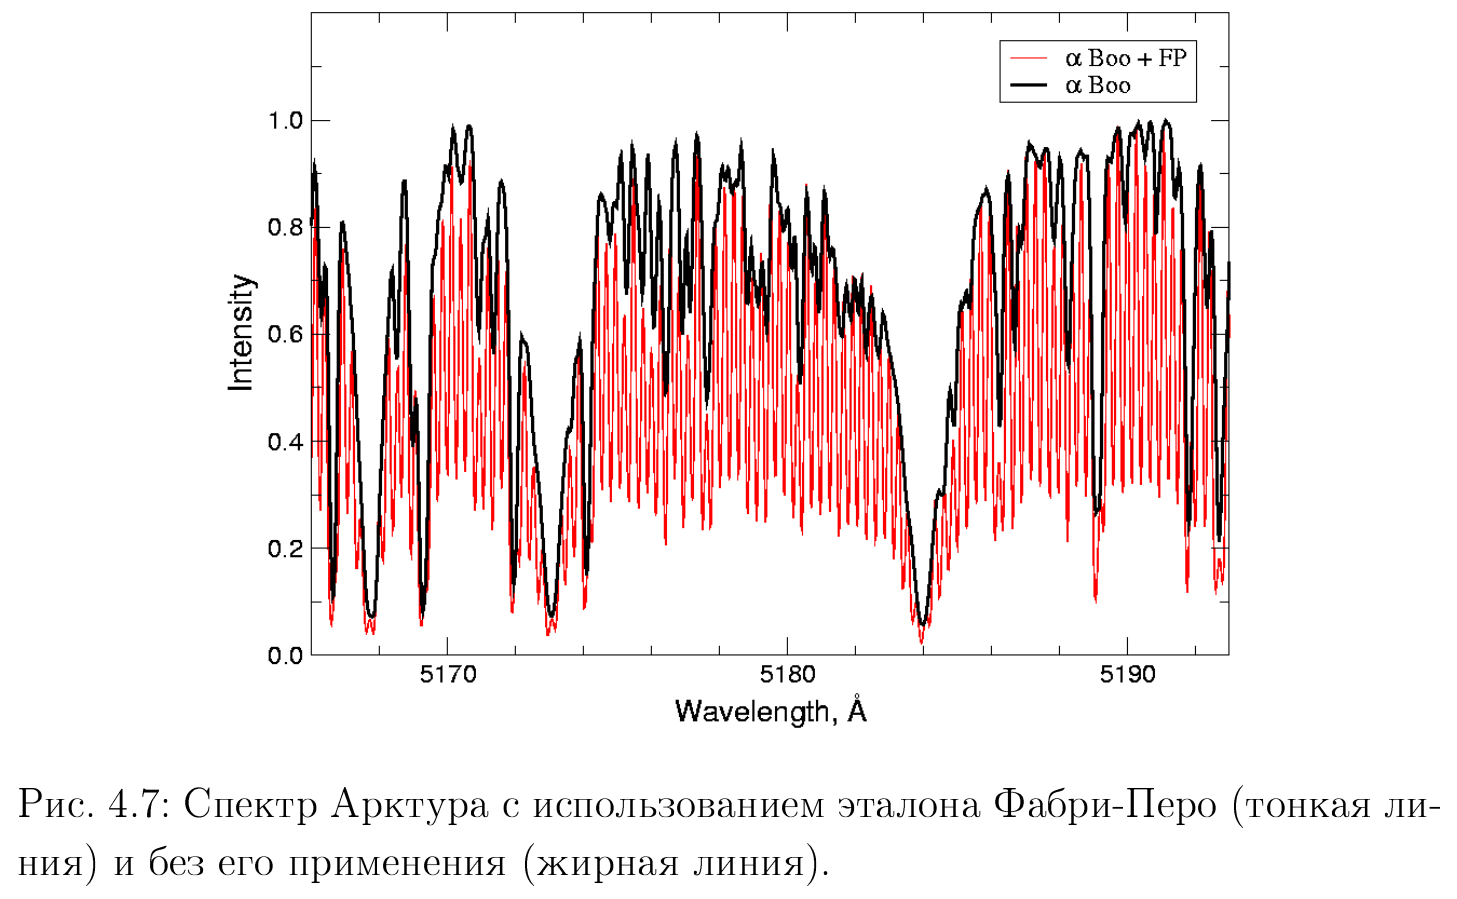 α Boo + FP
α Boo
1.0
0.8
0.6
0.4
0.2
0.0
Intensity
5170 5180 5190
Wavelength, Å
Рис. 4.7: Спектр Арктура с использованием эталона Фабри-Перо (тонкая ли-
ния) и без его применения (жирная линия).